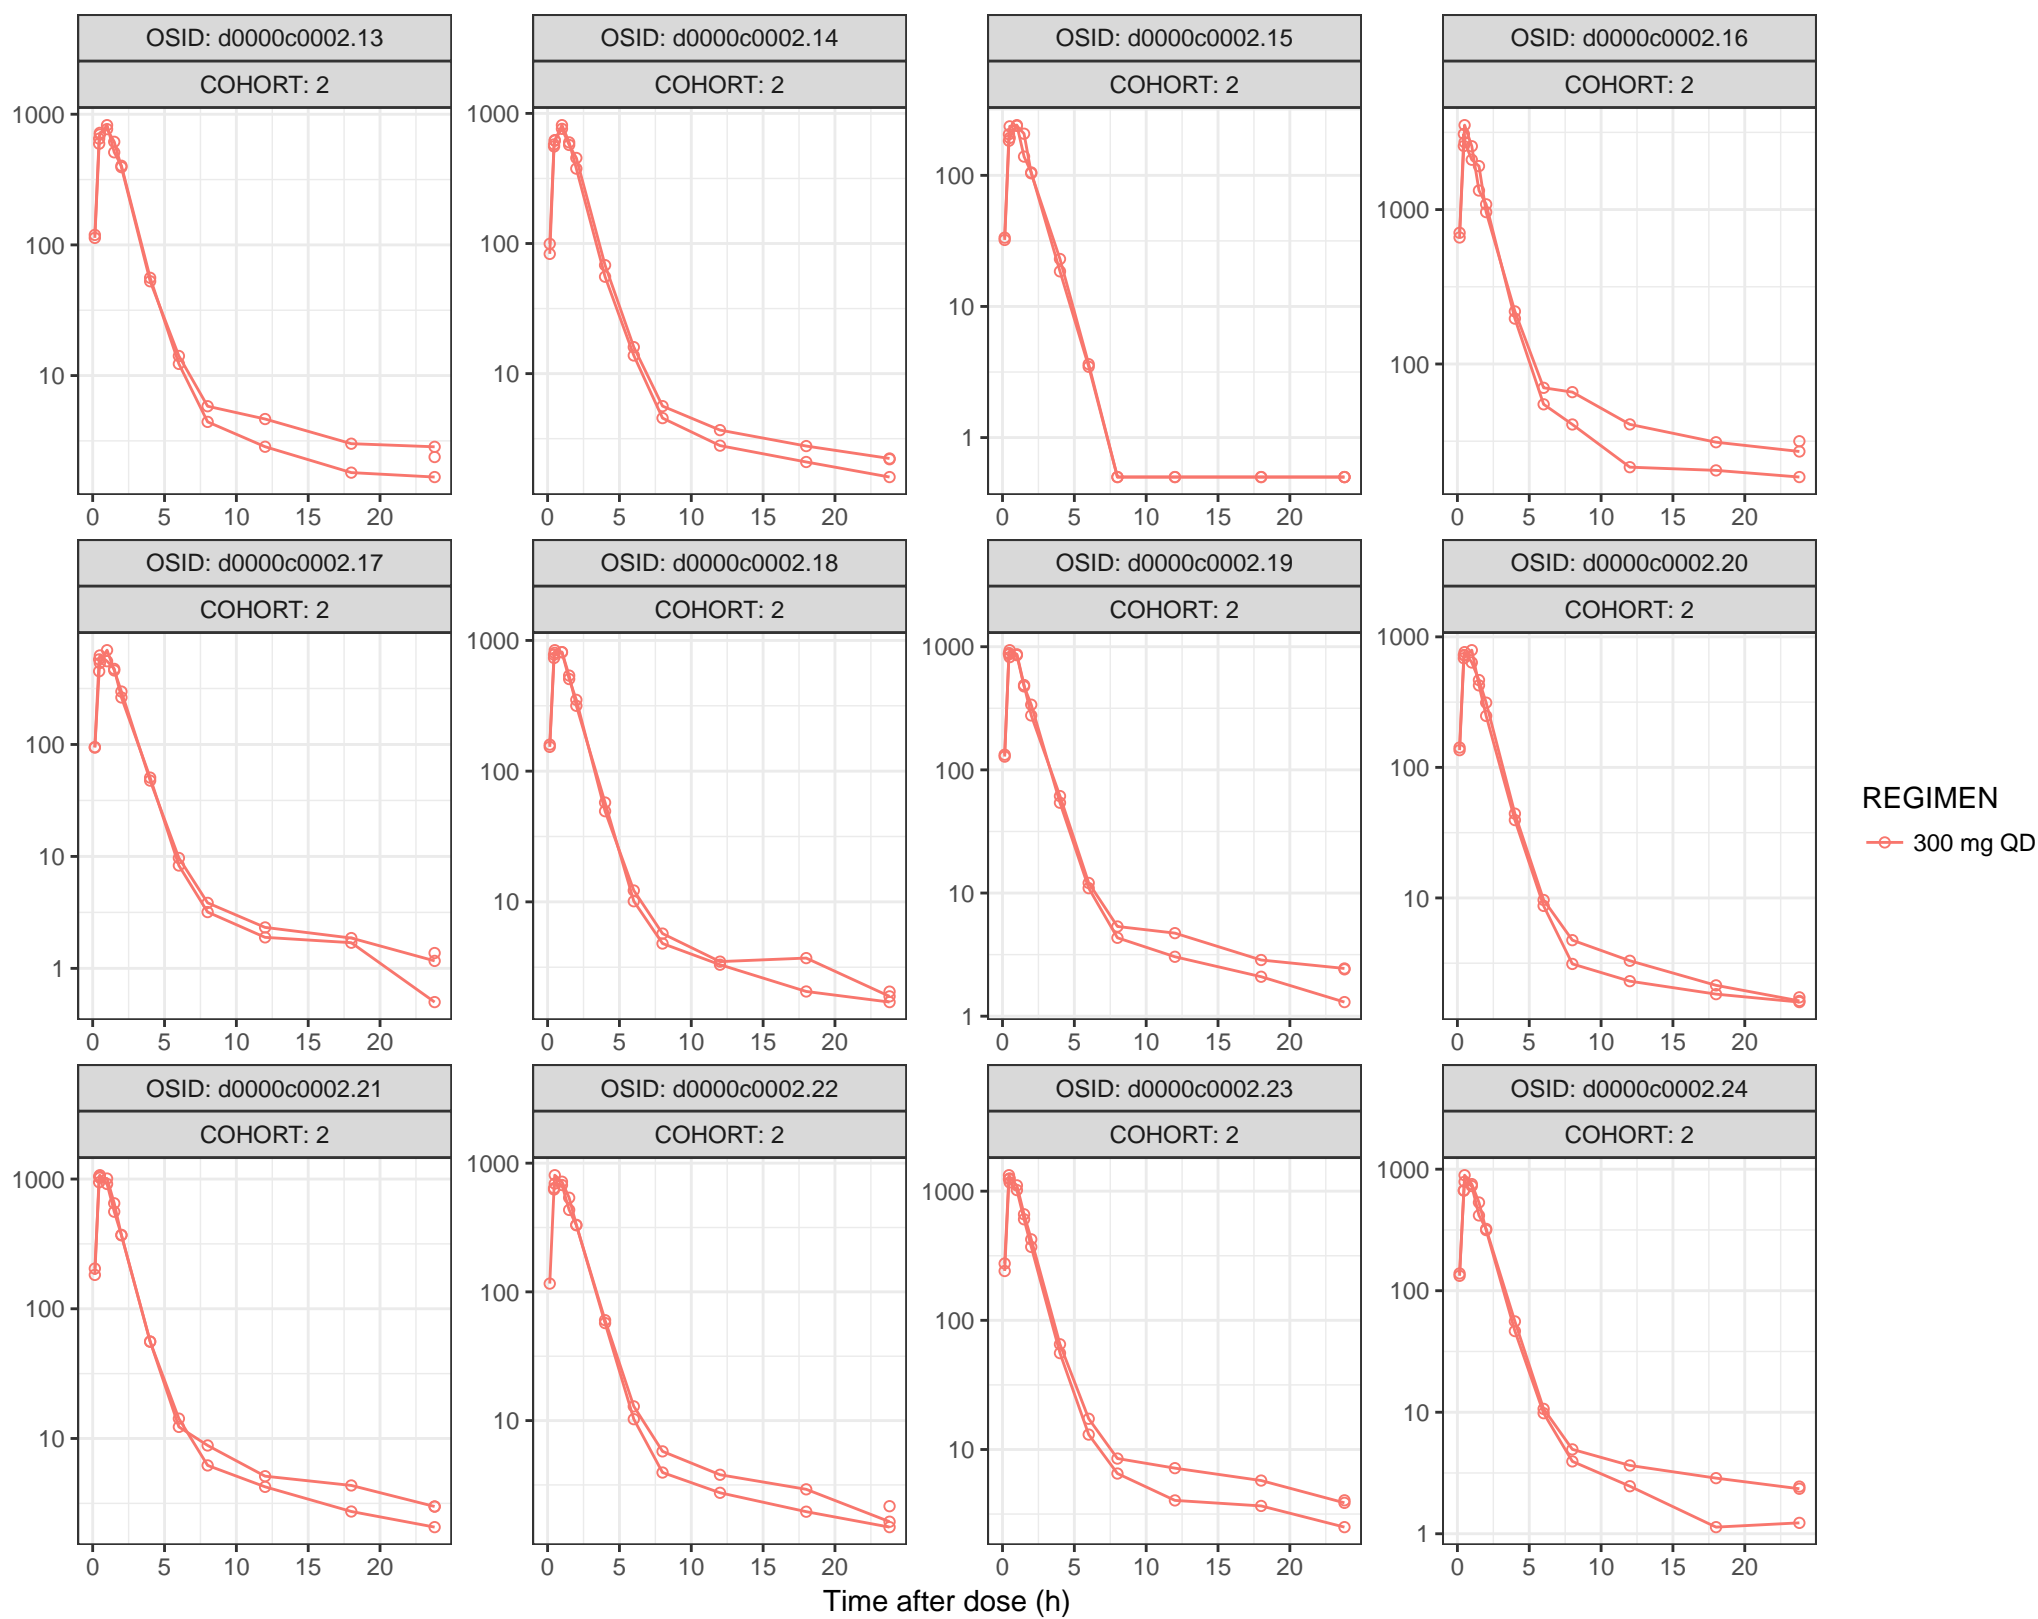 OSID: d0000c0002.13 OSID: d0000c0002.14 OSID: d0000c0002.15 OSID: d0000c0002.16
COHORT: 2 COHORT: 2 COHORT: 2 COHORT: 2
1000 1000
100 1000
100 100
10 100
10 10
1
0 5 10 15 20 0 5 10 15 20 0 5 10 15 20 0 5 10 15 20
OSID: d0000c0002.17 OSID: d0000c0002.18 OSID: d0000c0002.19 OSID: d0000c0002.20
COHORT: 2 COHORT: 2 COHORT: 2 COHORT: 2
1000 1000 1000
100 100 100 100
10 10 10 10
1 1
0 5 10 15 20 0 5 10 15 20 0 5 10 15 20 0 5 10 15 20
REGIMEN
300 mg QD
OSID: d0000c0002.21 OSID: d0000c0002.22 OSID: d0000c0002.23 OSID: d0000c0002.24
COHORT: 2 COHORT: 2 COHORT: 2 COHORT: 2
1000 1000 1000 1000
100 100 100 100
10 10 10 10
1
0 5 10 15 20 0 5 10 15 20 0 5 10 15 20 0 5 10 15 20
Time after dose (h)